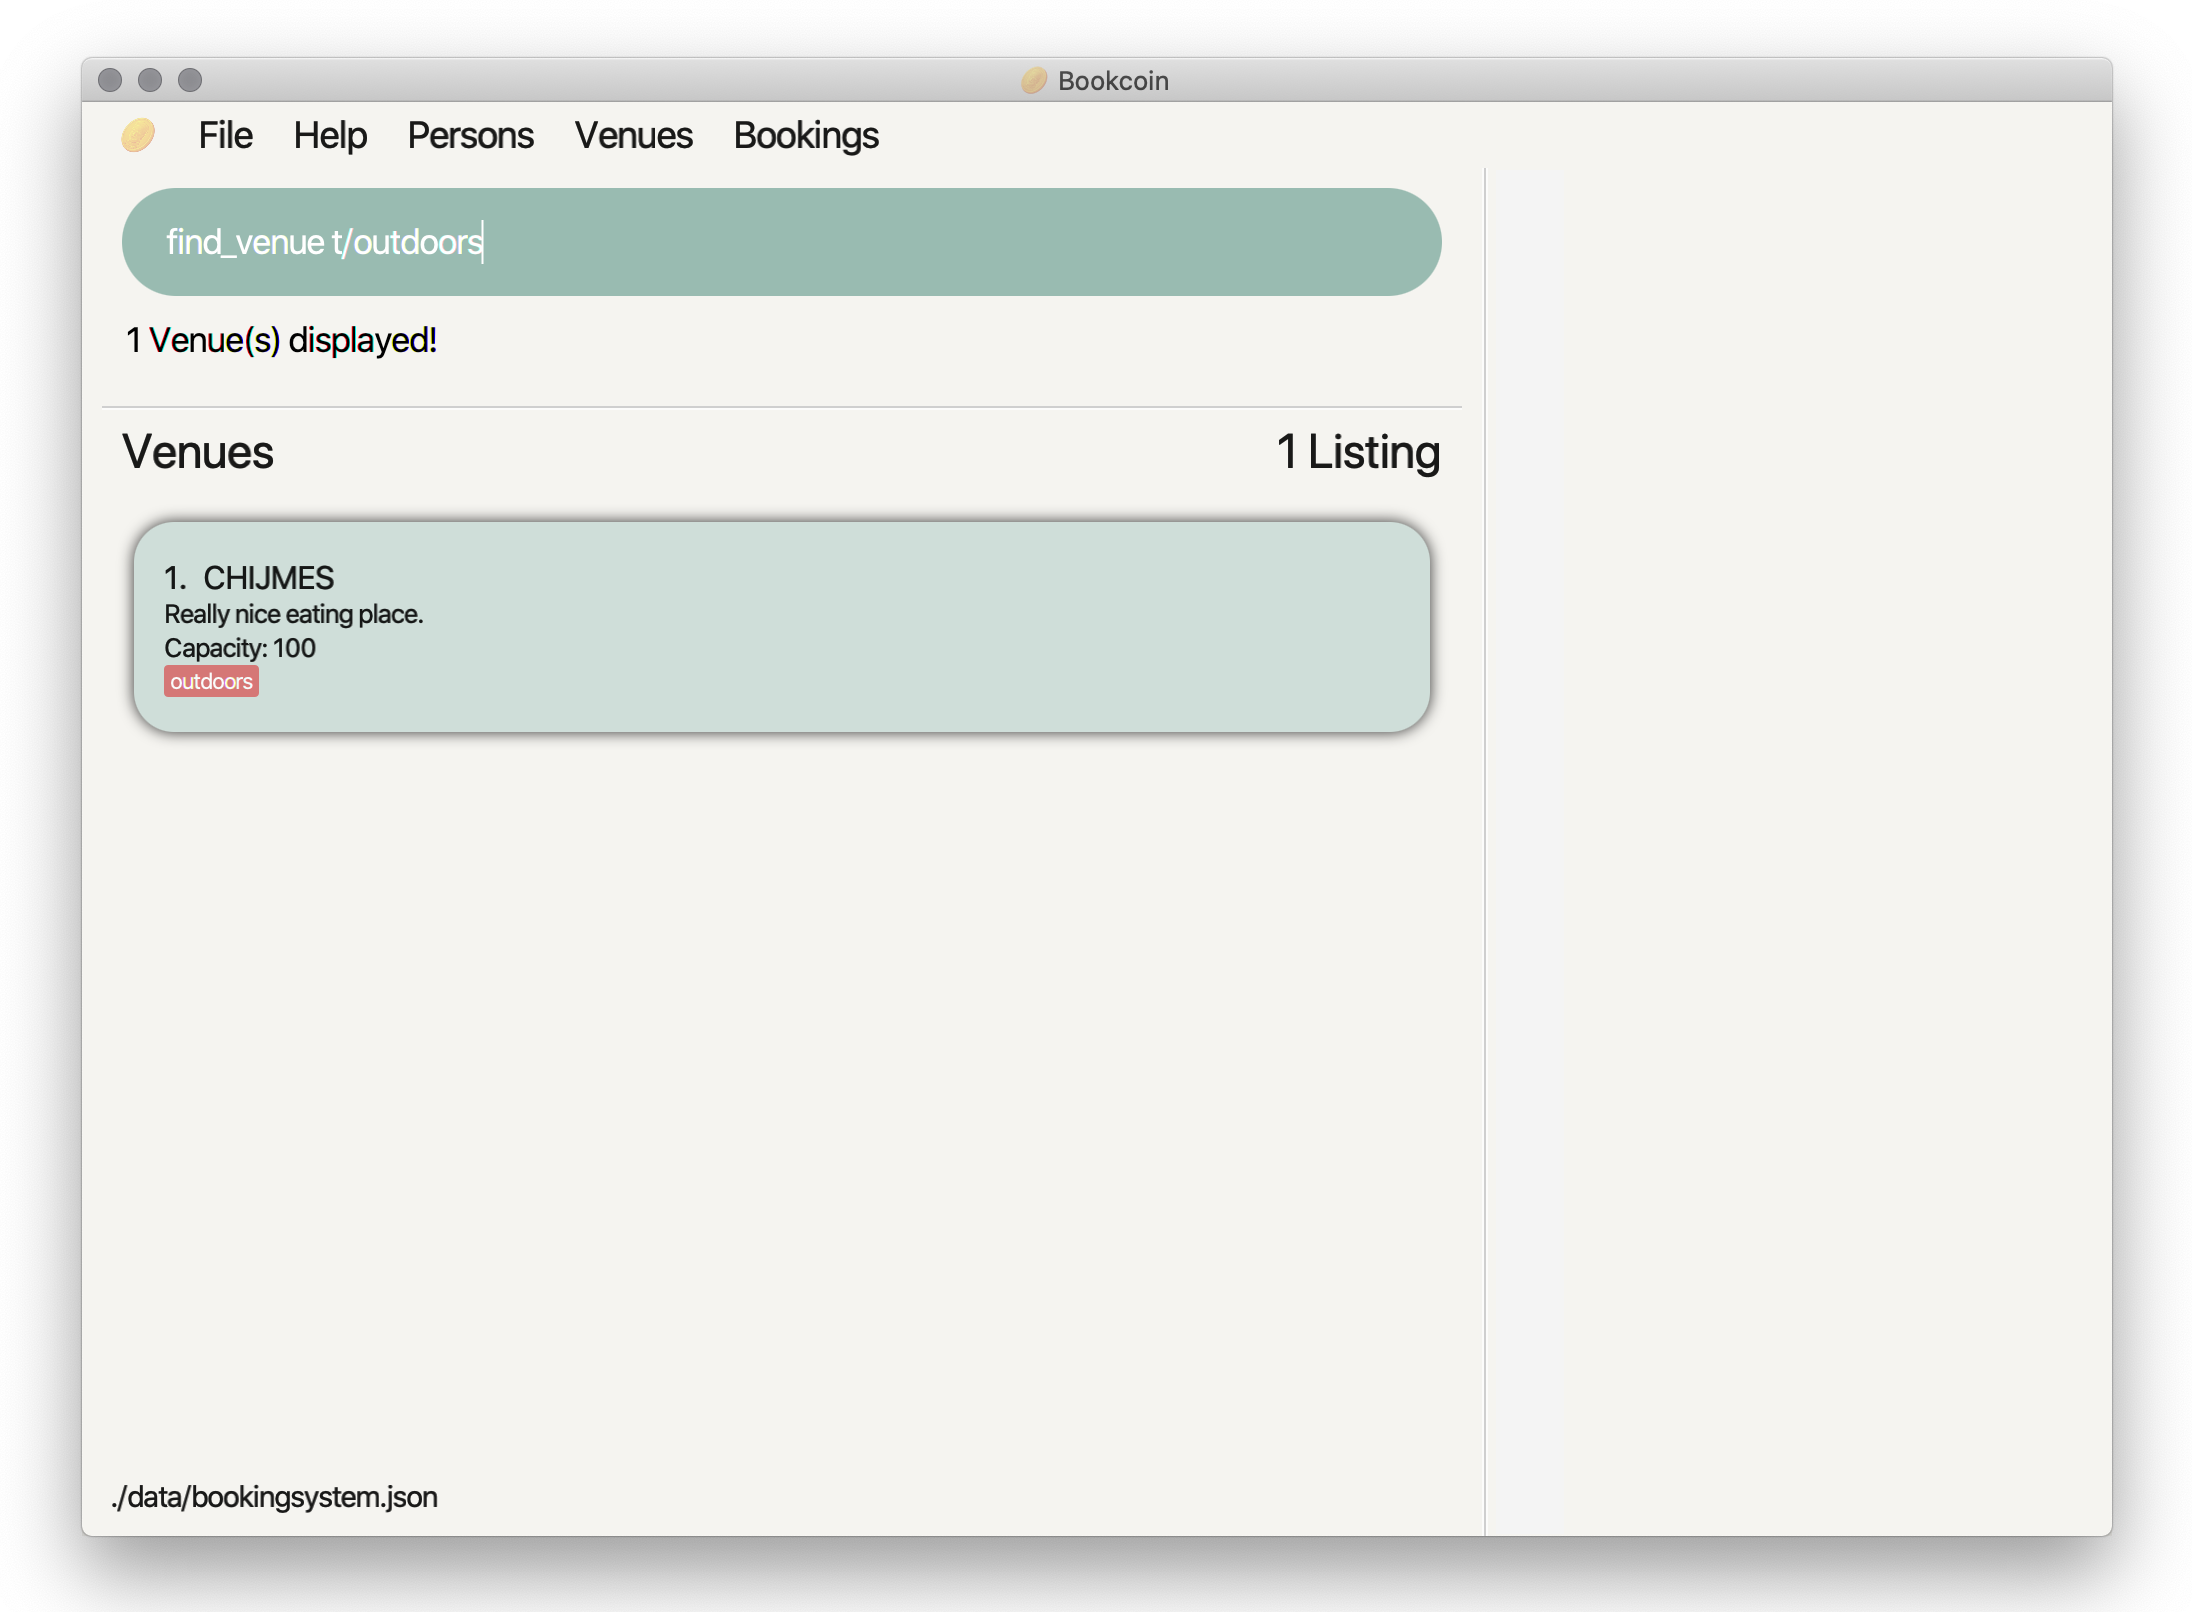 Bookcoin
File Help Persons Venues Bookings
find_venue t/outdoors
1 Venue(s) displayed!
Venues 1 Listing
1. CHIJMES
Really nice eating place.
Capacity: 100
outdoors
./data/bookingsystem.json